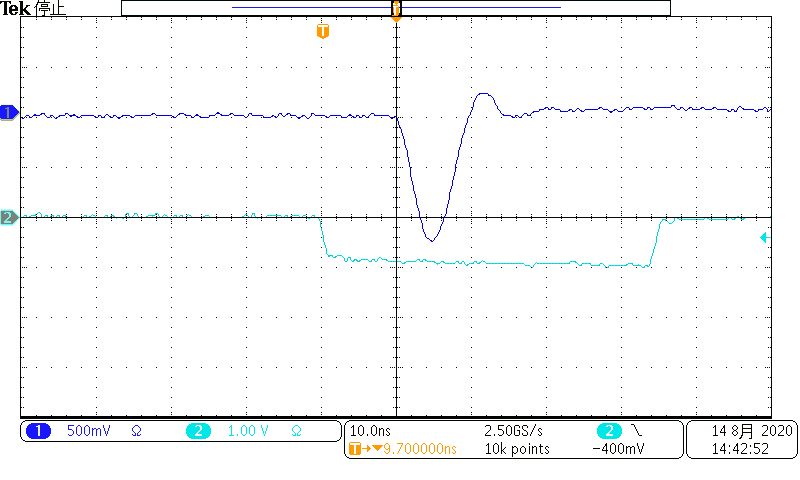 Tek 停止
T
T
1
2
1 500mV Ω 2 1.00 V Ω 10.0ns 2.50GS/s 2 14 8月 2020
T→▼9.700000ns 10k points −400mV 14:42:52